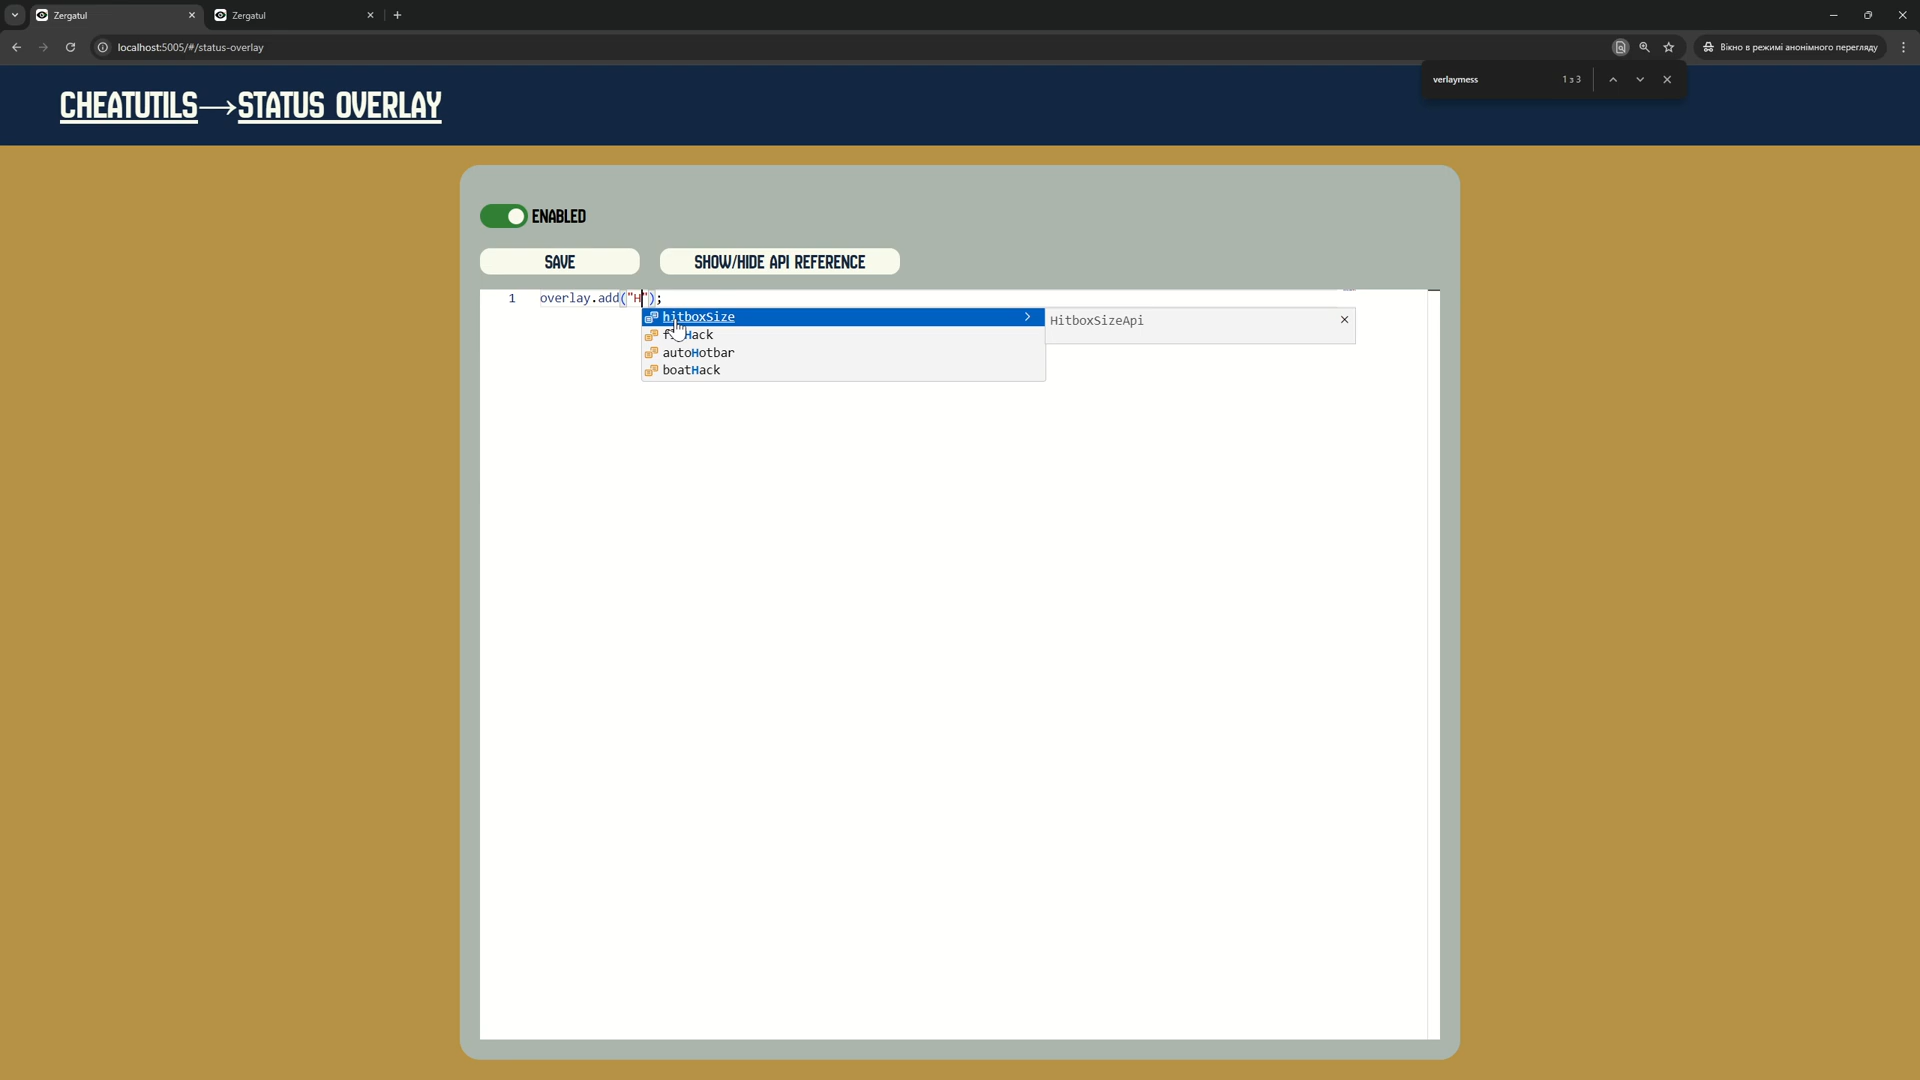 Zergatul
Zergatul
localhost:5005/#/status-overlay
Вікно в режимі анонімного перегляду
verlaymess 1 з 3
CHEATUTILS→STATUS OVERLAY
ENABLED
SAVE SHOW/HIDE API REFERENCE
1 overlay.add("H");
hitboxSize HitboxSizeApi
autoHotbar
boatHack